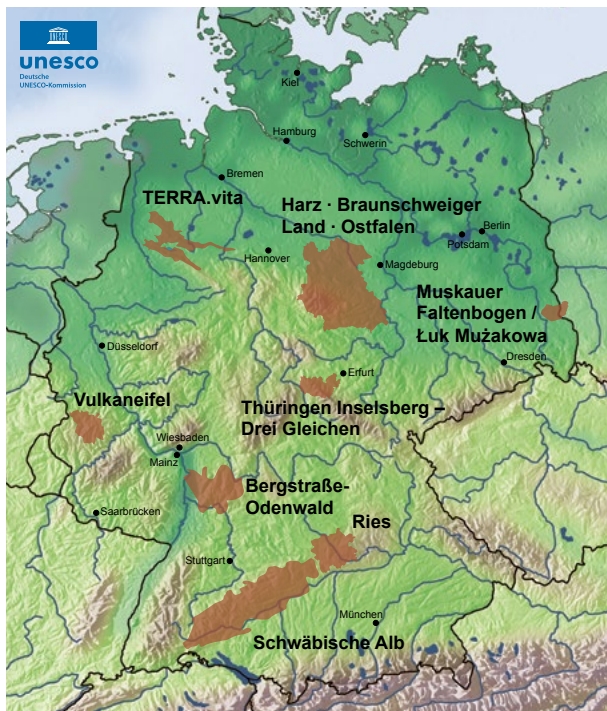 unesco
Deutsche
UNESCO-Kommission
Kiel
Hamburg
Schwerin
Bremen
TERRA.vita
Harz · Braunschweiger
Land · Ostfalen
Berlin
Potsdam
Hannover
Magdeburg
Muskauer
Faltenbogen /
Łuk Mużakowa
Düsseldorf
Dresden
Erfurt
Vulkaneifel
Thüringen Inselsberg –
Drei Gleichen
Wiesbaden
Mainz
Bergstraße-
Odenwald
Saarbrücken
Ries
Stuttgart
München
Schwäbische Alb